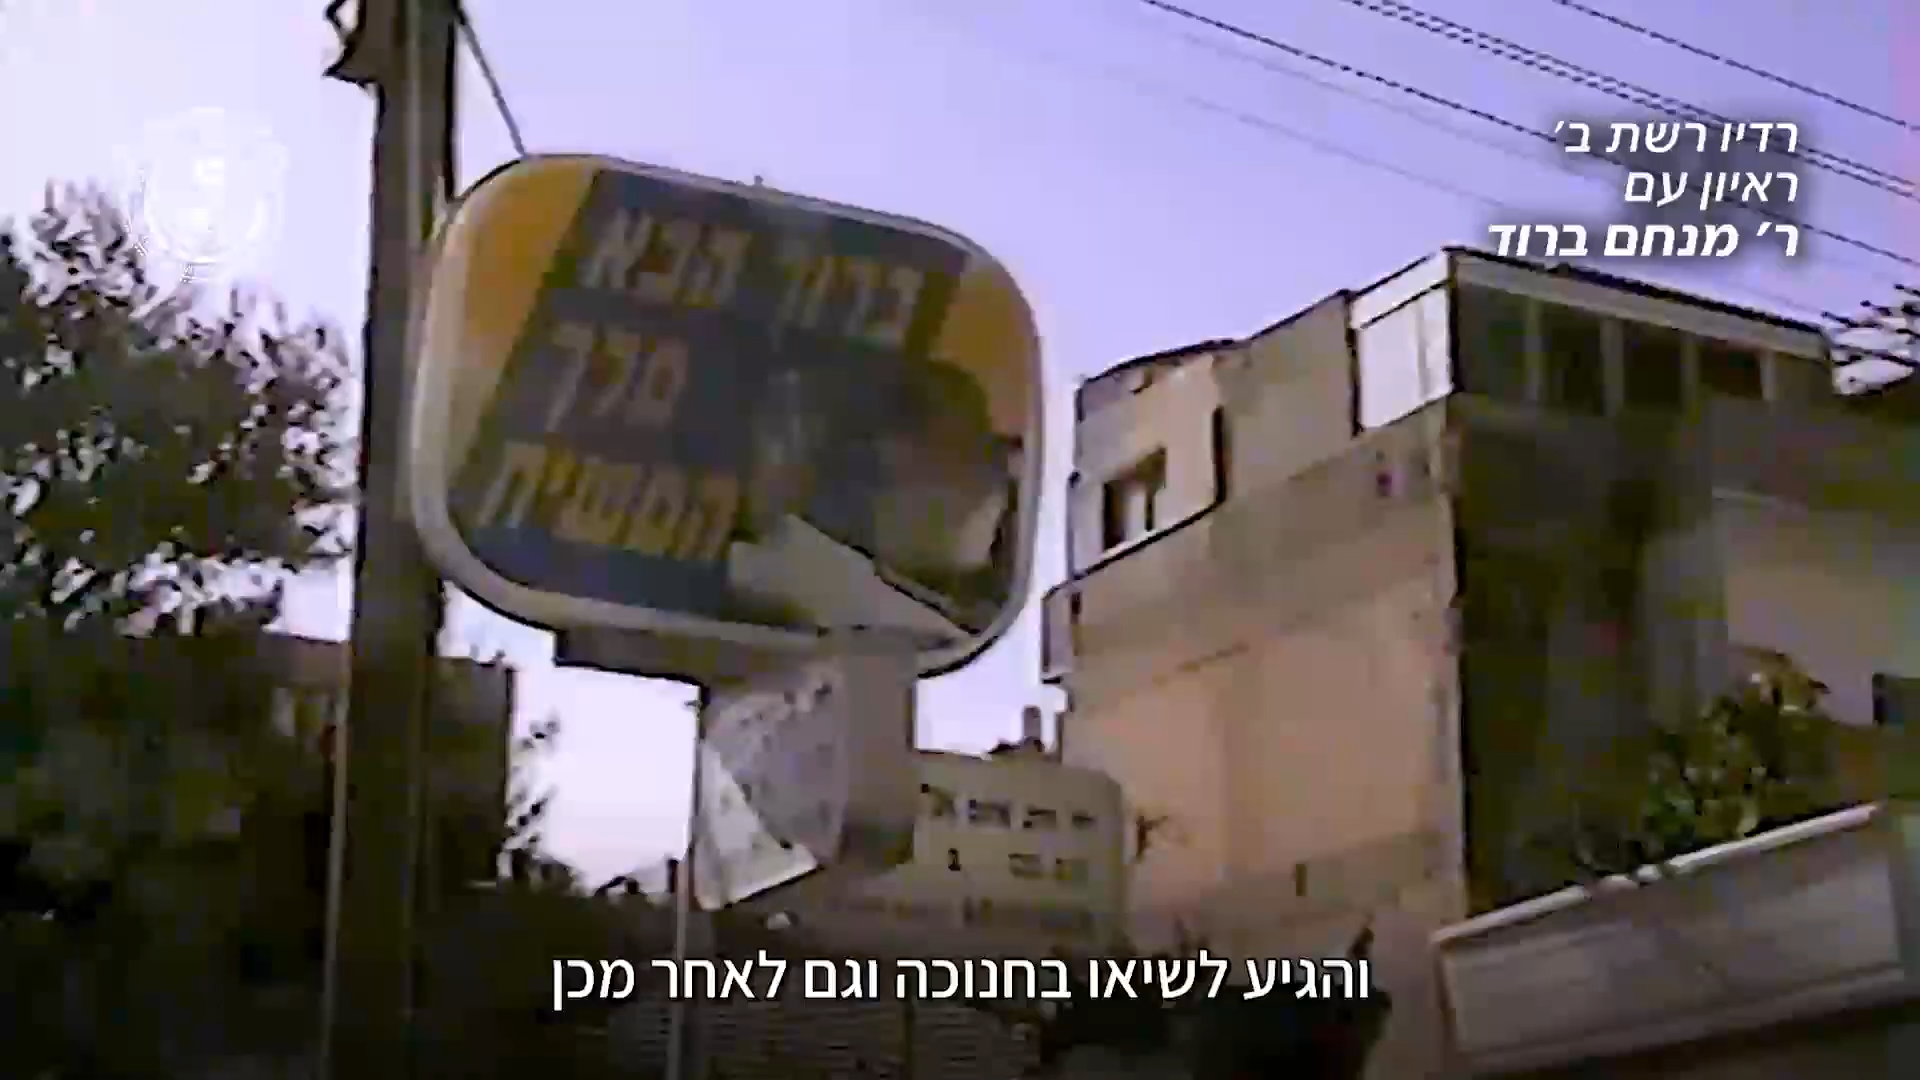 רדיו רשת ב׳
ראיון עם
ר׳ מנחם ברוד
ברוך הבא
מלך
המשיח
והגיע לשיאו בחנוכה וגם לאחר מכן